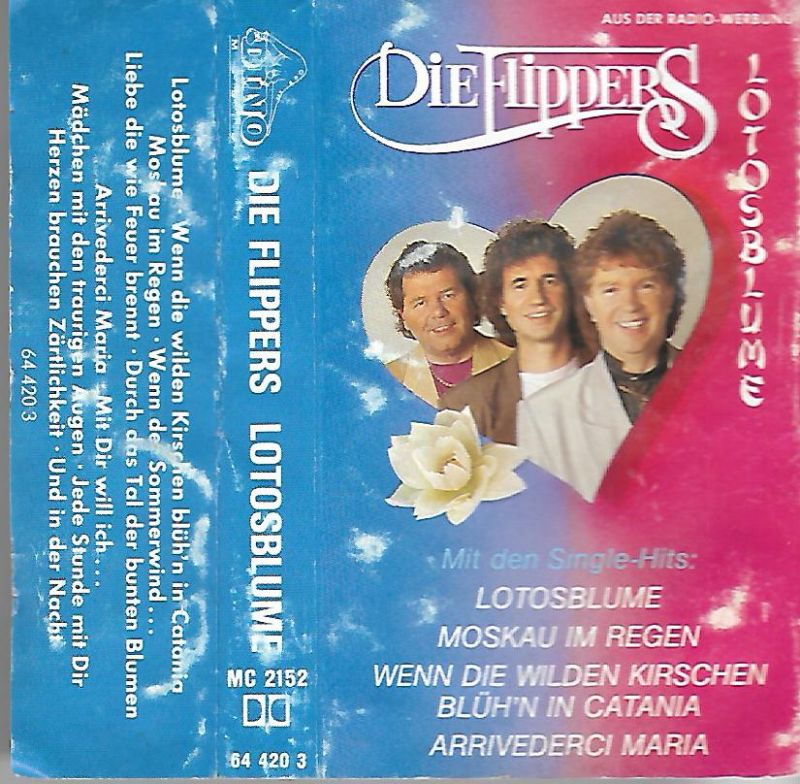 Lotosblume · Wenn die wilden Kirschen blüh'n in Catania
Moskau im Regen · Wenn der Sommerwind...
Liebe die wie Feuer brennt · Durch das Tal der bunten Blumen
Arrivederci Maria · Mit Dir will ich...
Mädchen mit den traurigen Augen · Jede Stunde mit Dir
Herzen brauchen Zärtlichkeit · Und in der Nacht
64 420 3
DINO
DIE FLIPPERS LOTOSBLUME
MC 2152
64 420 3
AUS DER RADIO-WERBUNG
DIE FLIPPERS
LOTOSBLUME
Mit den Single-Hits:
LOTOSBLUME
MOSKAU IM REGEN
WENN DIE WILDEN KIRSCHEN
BLÜH'N IN CATANIA
ARRIVEDERCI MARIA